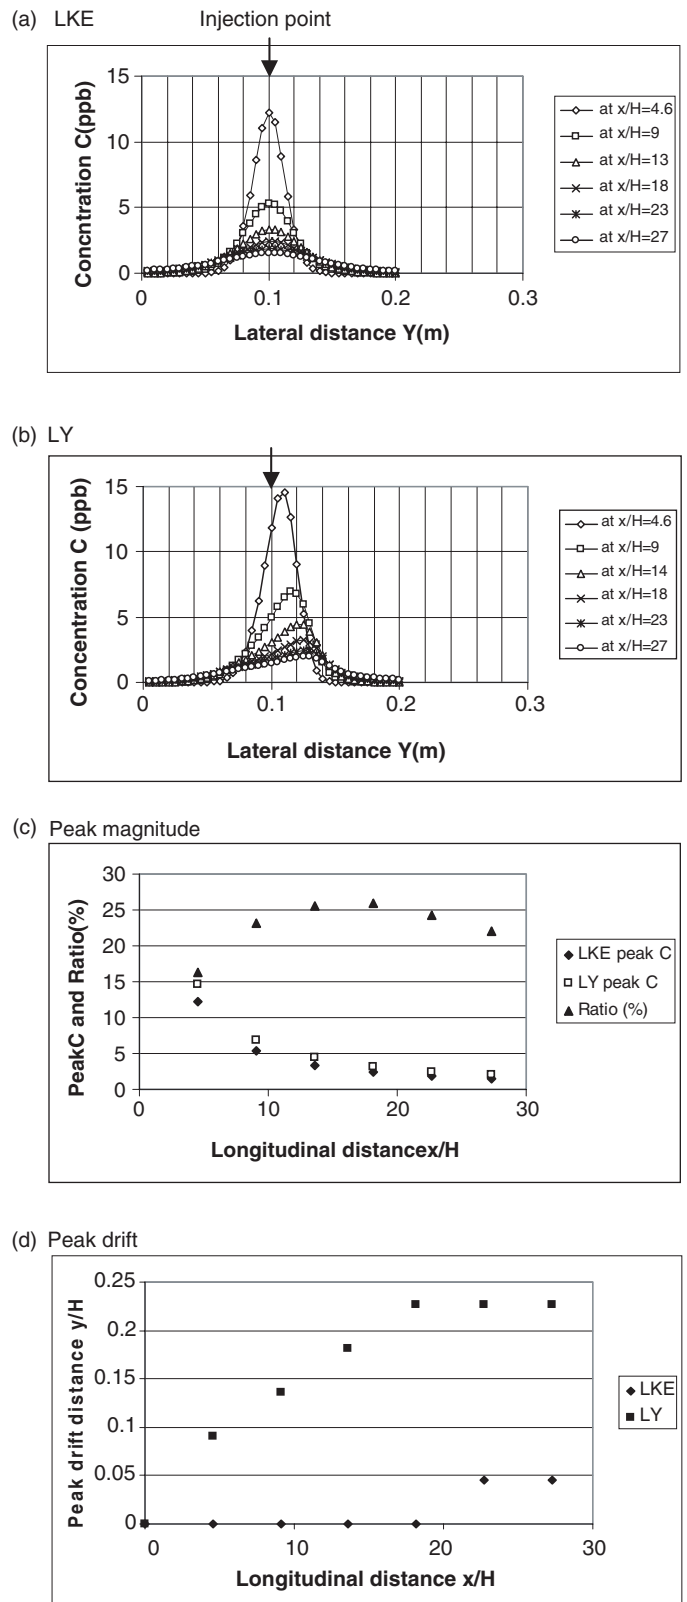 (a) LKE
Injection point
Concntration C(ppb)
15
10
5
0
0
0.1
0.2
0.3
Lateral distance Y(m)
at x/H=4.6
at x/H=9
at x/H=13
at x/H=18
at x/H=23
at x/H=27
(b) LY
Concentration C (ppb)
15
10
5
0
0
0.1
0.2
0.3
Lateral distance Y(m)
at x/H=4.6
at x/H=9
at x/H=14
at x/H=18
at x/H=23
at x/H=27
(c) Peak magnitude
PeakC and Ratio(%)
30
25
20
15
10
5
0
0
10
20
30
Longitudinal distancex/H
LKE peak C
LY peak C
Ratio (%)
(d) Peak drift
Peak drift distance y/H
0.25
0.2
0.15
0.1
0.05
0
0
10
20
30
Longitudinal distance x/H
LKE
LY